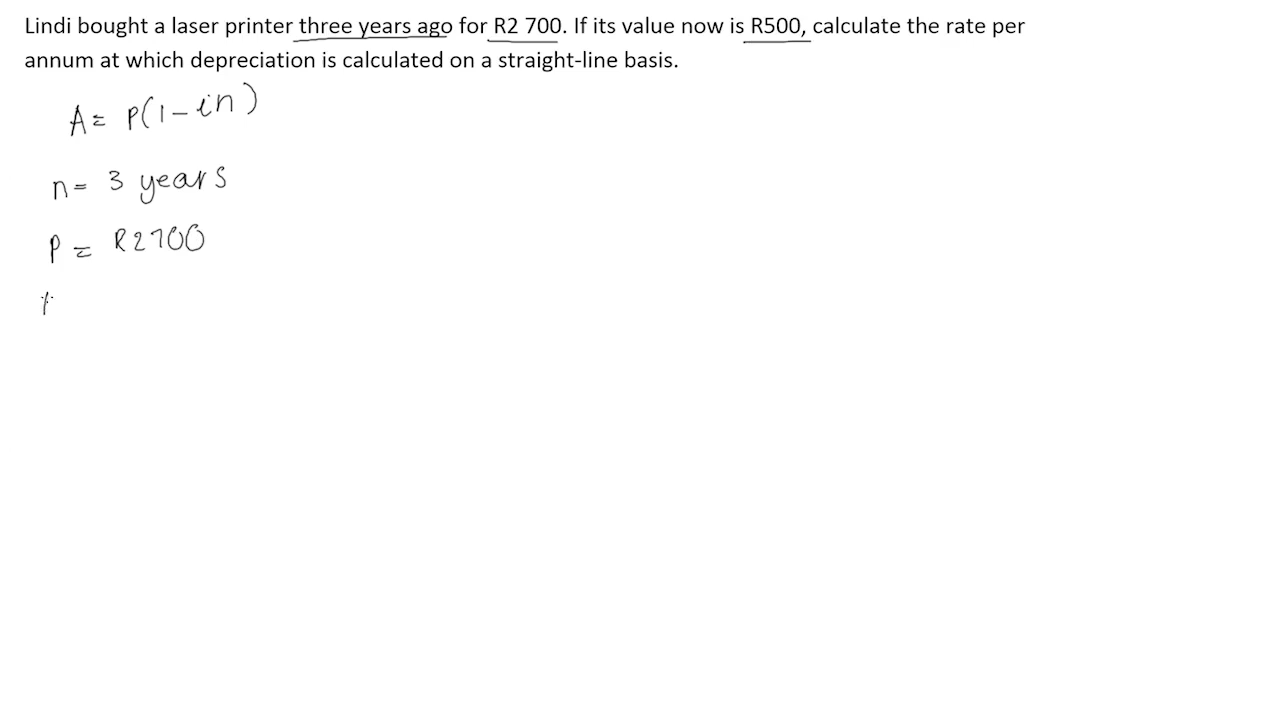 Lindi bought a laser printer three years ago for R2 700. If its value now is R500, calculate the rate per
annum at which depreciation is calculated on a straight-line basis.
A = P(1 - in)
n = 3 years
P = R2700